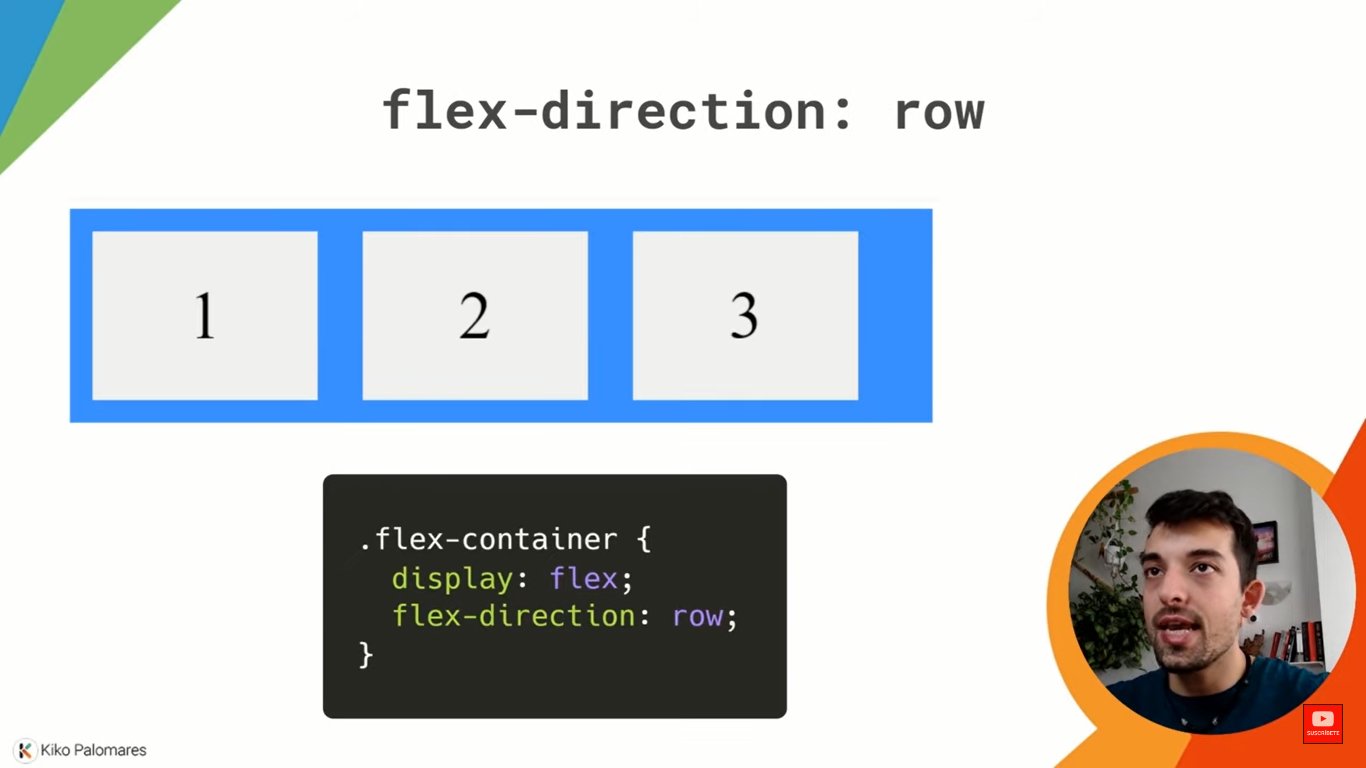 flex-direction: row
1 2 3
.flex-container {
display: flex;
flex-direction: row;
}
Kiko Palomares
SUSCRÍBETE